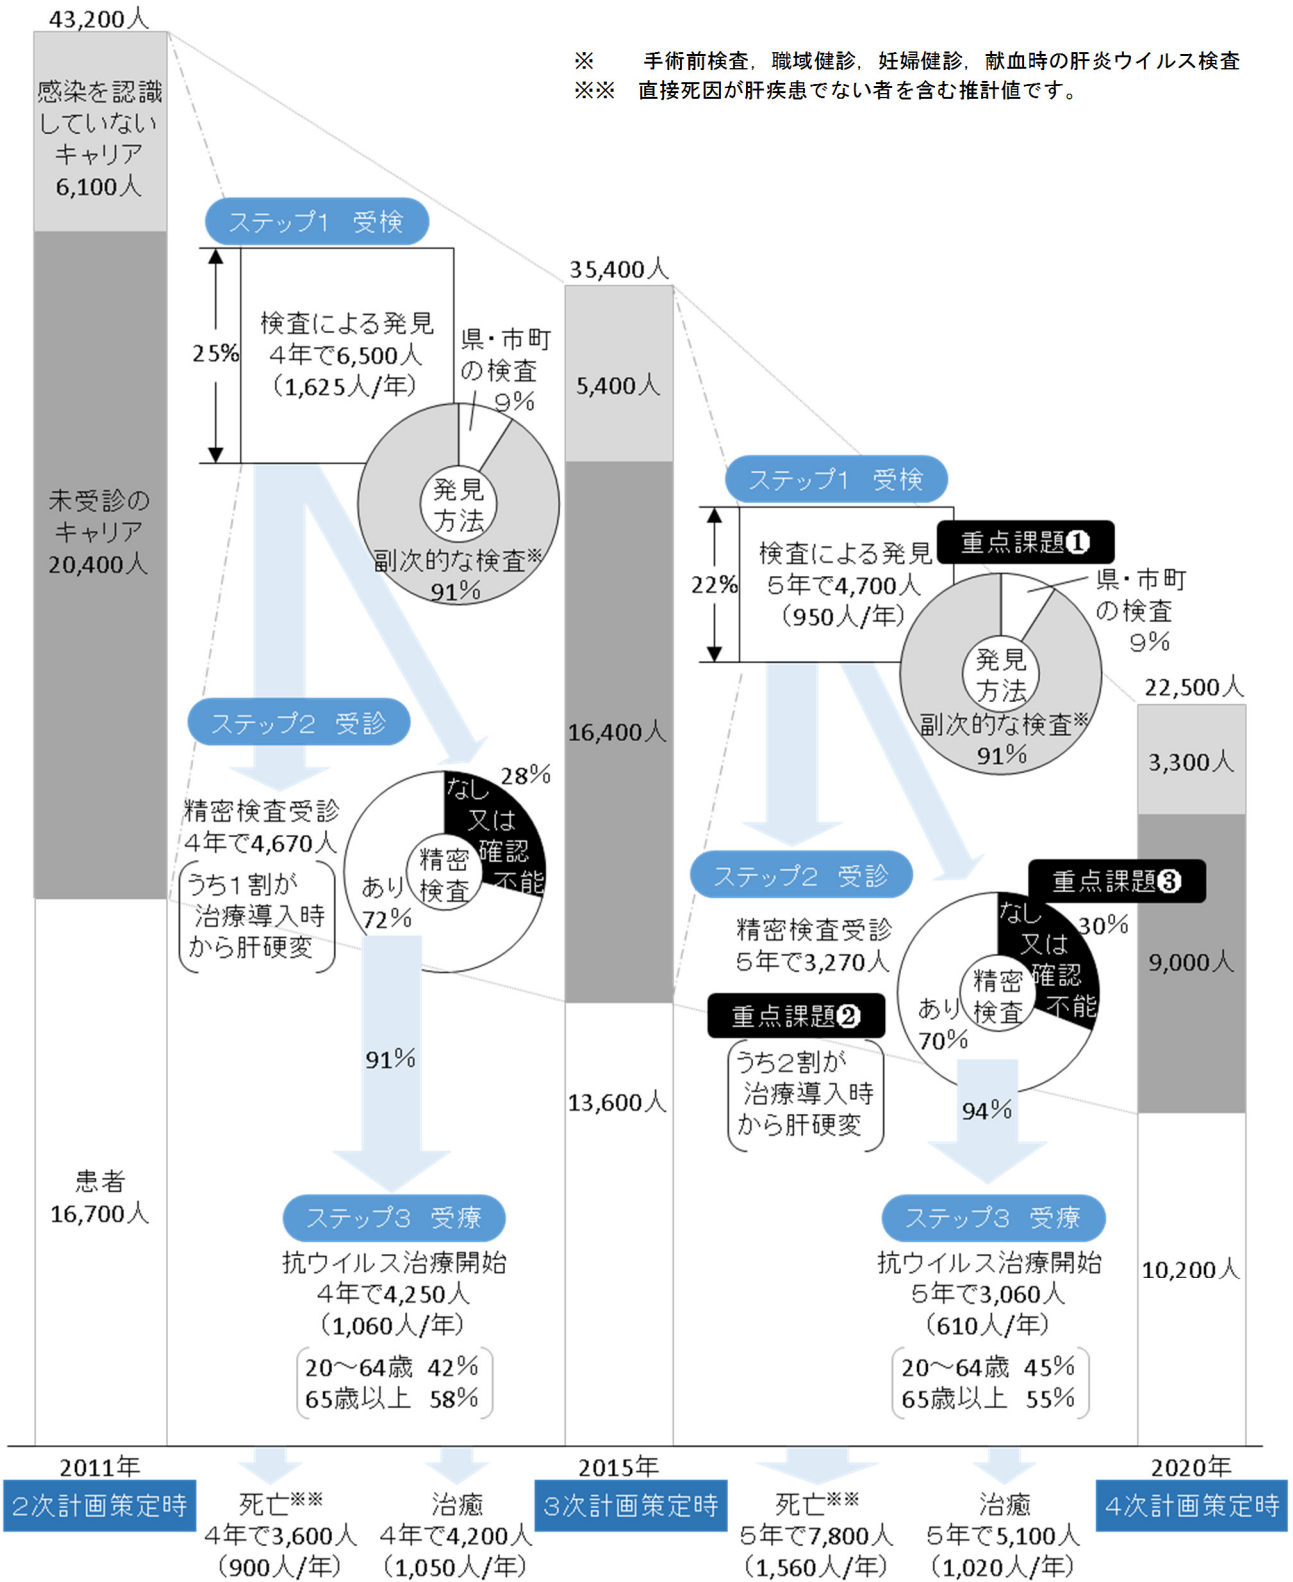 43,200人
※　手術前検査，職域健診，妊婦健診，献血時の肝炎ウイルス検査
※※　直接死因が肝疾患でない者を含む推計値です。
感染を認識
していない
キャリア
6,100人
未受診の
キャリア
20,400人
患者
16,700人
ステップ1　受検
25%
検査による発見
4年で6,500人
（1,625人/年）
県・市町
の検査
9%
発見
方法
副次的な検査※
91%
ステップ2　受診
精密検査受診
4年で4,670人
うち1割が
治療導入時
から肝硬変
28%
なし
又は
確認
不能
精密
検査
あり
72%
91%
ステップ3　受療
抗ウイルス治療開始
4年で4,250人
（1,060人/年）
20～64歳 42%
65歳以上 58%
35,400人
5,400人
16,400人
13,600人
ステップ1　受検
22%
検査による発見
5年で4,700人
（950人/年）
重点課題❶
県・市町
の検査
9%
発見
方法
副次的な検査※
91%
ステップ2　受診
精密検査受診
5年で3,270人
重点課題❷
うち2割が
治療導入時
から肝硬変
重点課題❸
30%
なし
又は
確認
不能
精密
検査
あり
70%
94%
ステップ3　受療
抗ウイルス治療開始
5年で3,060人
（610人/年）
20～64歳 45%
65歳以上 55%
22,500人
3,300人
9,000人
10,200人
2011年
2次計画策定時
死亡※※
4年で3,600人
（900人/年）
治癒
4年で4,200人
（1,050人/年）
2015年
3次計画策定時
死亡※※
5年で7,800人
（1,560人/年）
治癒
5年で5,100人
（1,020人/年）
2020年
4次計画策定時